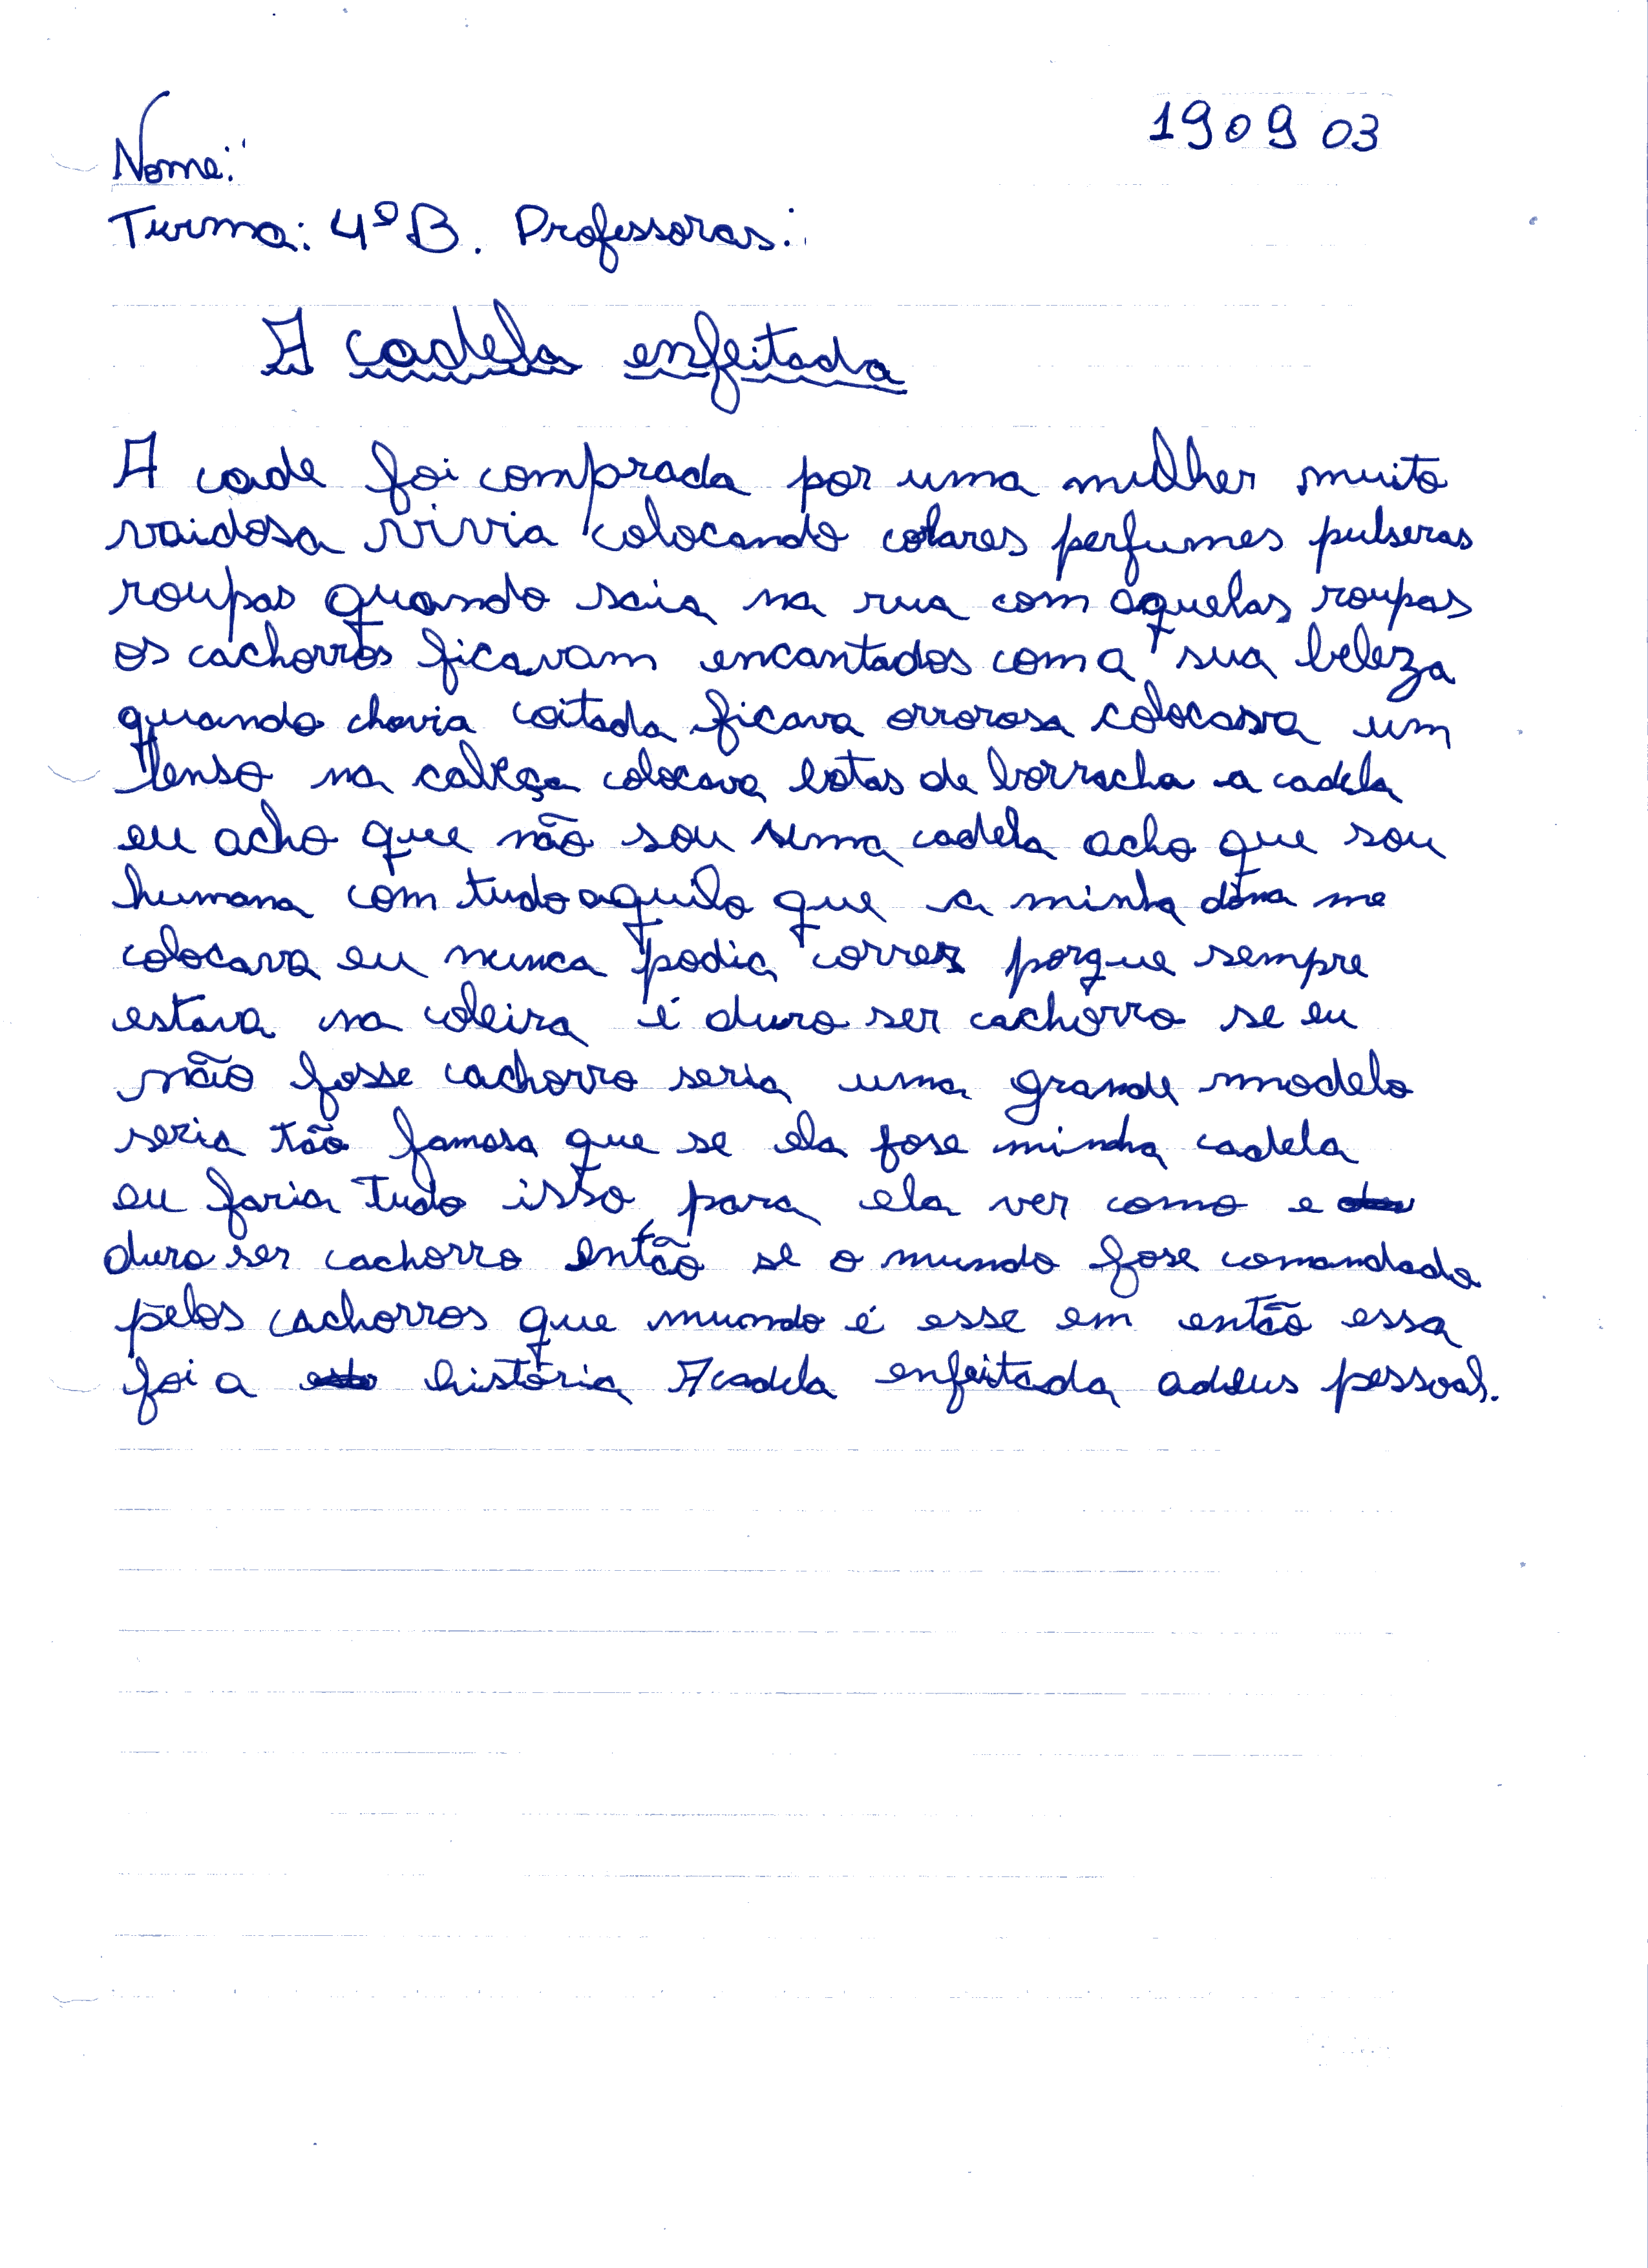 19 09 03
Nome:
Turma: 4ºB. Professoras:
A cadela enfeitada
A cade foi comprada por uma mulher muito
vaidosa vivia colocando colares perfumes pulseras
roupas quando saia na rua com aquelas roupas
os cachorros ficavam encantados com a sua beleza
quando chovia coitada ficava orrorosa colocava um
lenso na cabeça colocava botas de borracha a cadela
eu acho que não sou uma cadela acho que sou
humana com tudo aquilo que a minha dona me
colocava eu nunca podia correr porque sempre
estava na coleira é duro ser cachorro se eu
não fosse cachorro seria uma grande modelo
seria tão famosa que se ela fose minha cadela
eu faria tudo isso para ela ver como e
duro ser cachorro então se o mundo fose comandado
pelos cachorros que mundo é esse em então essa
foi a história A cadela enfeitada adeus pessoal.